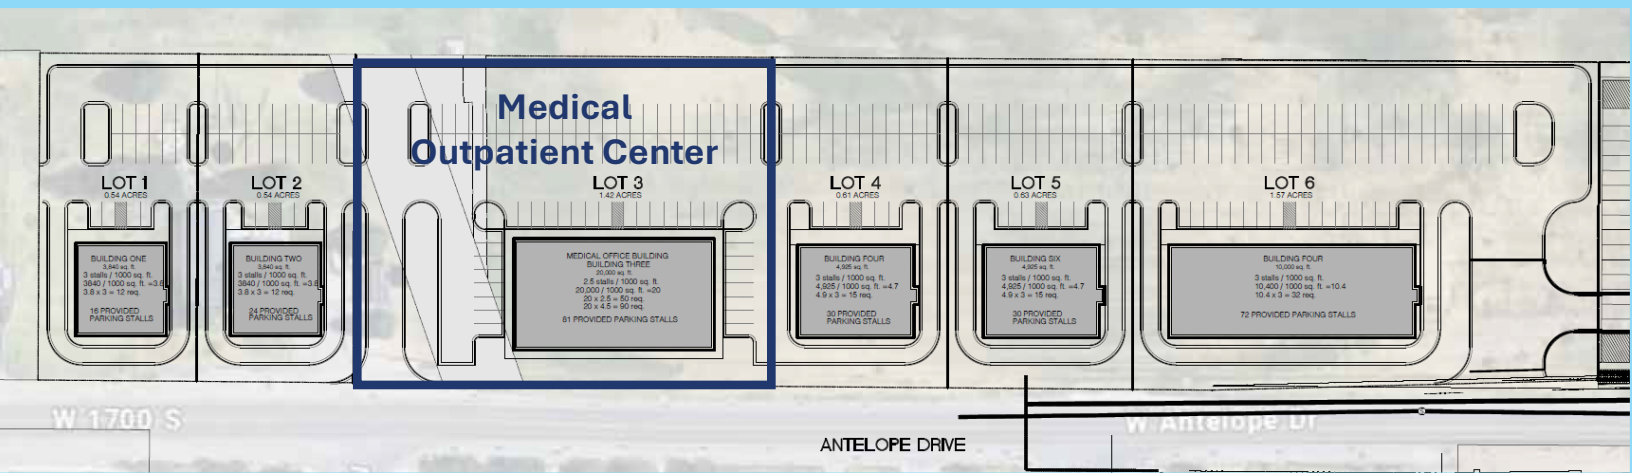 Medical
Outpatient Center
LOT 1
0.54 ACRES
LOT 2
0.54 ACRES
LOT 3
1.42 ACRES
LOT 4
0.61 ACRES
LOT 5
0.63 ACRES
LOT 6
1.57 ACRES
BUILDING ONE
3,840 sq. ft.
3 stalls / 1000 sq. ft.
3840 / 1000 sq. ft. =3.8
3.8 x 3 = 12 req.
16 PROVIDED
PARKING STALLS
BUILDING TWO
3,840 sq. ft.
3 stalls / 1000 sq. ft.
3840 / 1000 sq. ft. =3.8
3.8 x 3 = 12 req.
24 PROVIDED
PARKING STALLS
MEDICAL OFFICE BUILDING
BUILDING THREE
20,000 sq. ft.
2.5 stalls / 1000 sq. ft.
20,000 / 1000 sq. ft. =20
20 x 2.5 = 50 req.
20 x 4.5 = 90 req.
81 PROVIDED PARKING STALLS
BUILDING FOUR
4,925 sq. ft.
3 stalls / 1000 sq. ft.
4,925 / 1000 sq. ft. =4.7
4.9 x 3 = 15 req.
30 PROVIDED
PARKING STALLS
BUILDING SIX
4,925 sq. ft.
3 stalls / 1000 sq. ft.
4,925 / 1000 sq. ft. =4.7
4.9 x 3 = 15 req.
30 PROVIDED
PARKING STALLS
BUILDING FOUR
10,000 sq. ft.
3 stalls / 1000 sq. ft.
10,400 / 1000 sq. ft. =10.4
10.4 x 3 = 32 req.
72 PROVIDED PARKING STALLS
W 1700 S
W Antelope Dr
ANTELOPE DRIVE